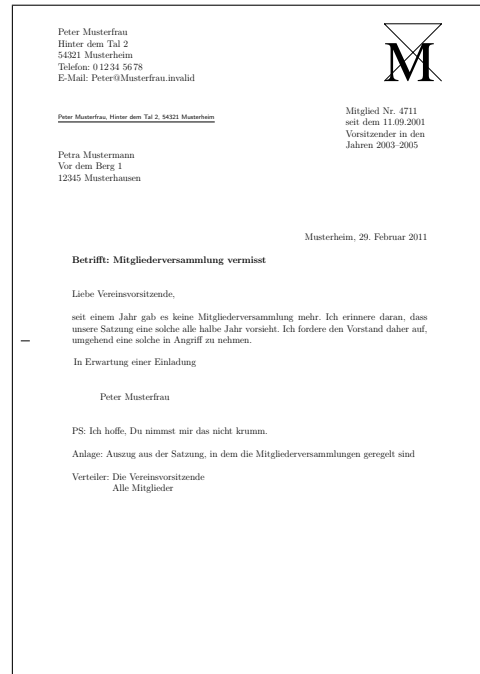 Peter Musterfrau
Hinter dem Tal 2
54321 Musterheim
Telefon: 0 12 34 56 78
E-Mail: Peter@Musterfrau.invalid
M
Peter Musterfrau, Hinter dem Tal 2, 54321 Musterheim
Mitglied Nr. 4711
seit dem 11.09.2001
Vorsitzender in den
Jahren 2003–2005
Petra Mustermann
Vor dem Berg 1
12345 Musterhausen
Musterheim, 29. Februar 2011
Betrifft: Mitgliederversammlung vermisst
Liebe Vereinsvorsitzende,
seit einem Jahr gab es keine Mitgliederversammlung mehr. Ich erinnere daran, dass
unsere Satzung eine solche alle halbe Jahr vorsieht. Ich fordere den Vorstand daher auf,
umgehend eine solche in Angriff zu nehmen.
In Erwartung einer Einladung
Peter Musterfrau
PS: Ich hoffe, Du nimmst mir das nicht krumm.
Anlage: Auszug aus der Satzung, in dem die Mitgliederversammlungen geregelt sind
Verteiler: Die Vereinsvorsitzende
Alle Mitglieder